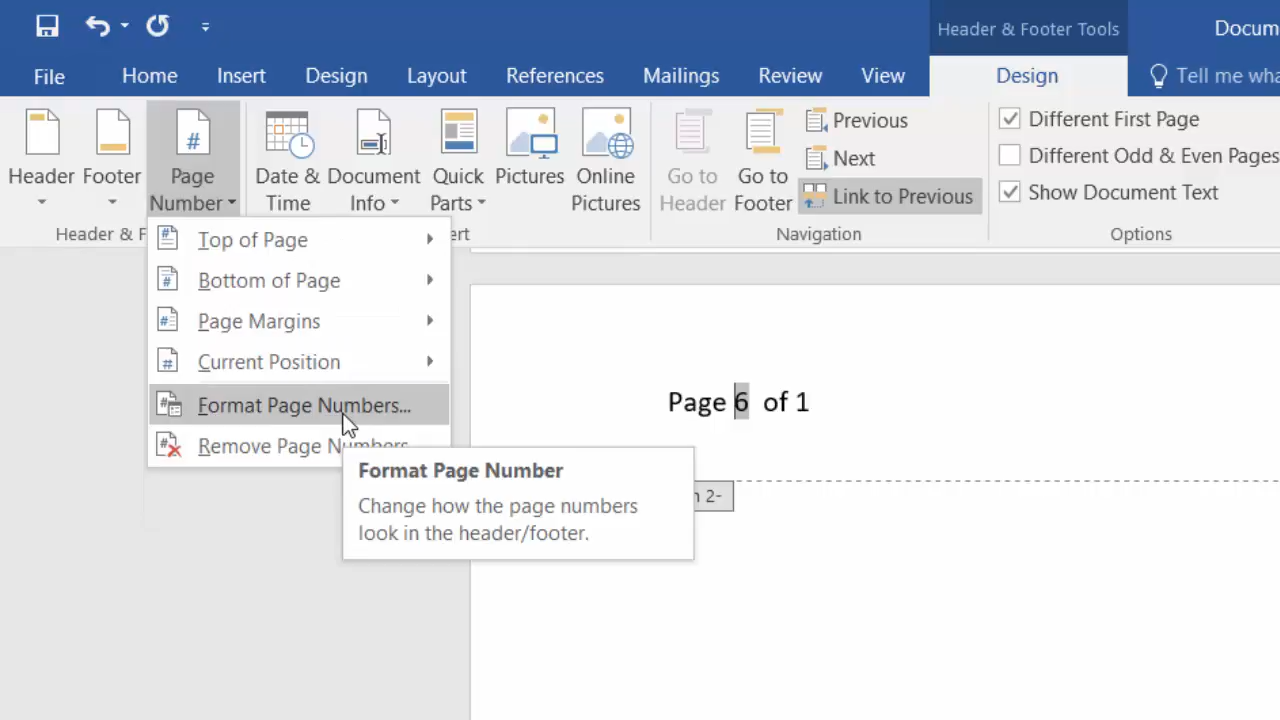 Header & Footer Tools
Docum
File Home Insert Design Layout References Mailings Review View Design Tell me wha
Header Footer Page Number
Date & Time
Document Info
Quick Parts
Pictures
Online Pictures
Go to Header
Go to Footer
Previous
Next
Link to Previous
Different First Page
Different Odd & Even Pages
Show Document Text
Header & F
ert
Navigation
Options
Top of Page
Bottom of Page
Page Margins
Current Position
Format Page Numbers...
Remove Page Numbers
Format Page Number
Change how the page numbers
look in the header/footer.
Page 6 of 1
n 2-